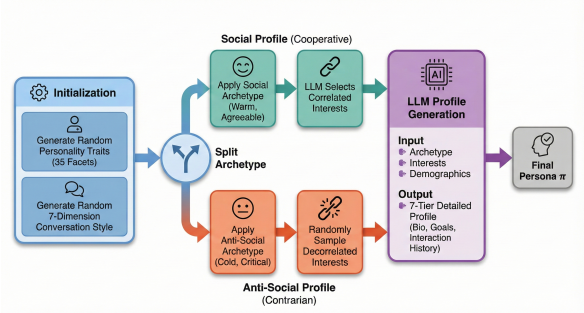 Social Profile (Cooperative)
Initialization
Generate Random
Personality Traits
(35 Facets)
Generate Random
7-Dimension
Conversation Style
Split
Archetype
Apply Social
Archetype
(Warm,
Agreeable)
LLM Selects
Correlated
Interests
Apply
Anti-Social
Archetype
(Cold, Critical)
Randomly
Sample
Decorrelated
Interests
Anti-Social Profile
(Contrarian)
AI
LLM Profile
Generation
Input
Archetype
Interests
Demographics
Output
7-Tier Detailed
Profile
(Bio, Goals,
Interaction
History)
Final
Persona π